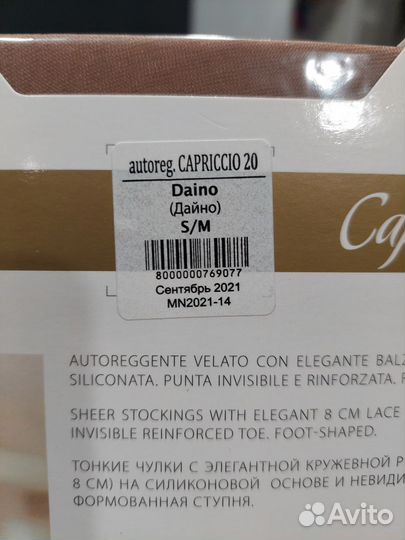 autoreg. CAPRICCIO 20
Daino
(Дайно)
S/M
8000000769077
Сентябрь 2021
MN2021-14
Cap
AUTOREGGENTE VELATO CON ELEGANTE BALZ
SILICONATA. PUNTA INVISIBILE E RINFORZATA.
SHEER STOCKINGS WITH ELEGANT 8 CM LACE
INVISIBLE REINFORCED TOE. FOOT-SHAPED.
ТОНКИЕ ЧУЛКИ С ЭЛЕГАНТНОЙ КРУЖЕВНОЙ Р
8 СМ) НА СИЛИКОНОВОЙ ОСНОВЕ И НЕВИДИ
ФОРМОВАННАЯ СТУПНЯ.
Avito